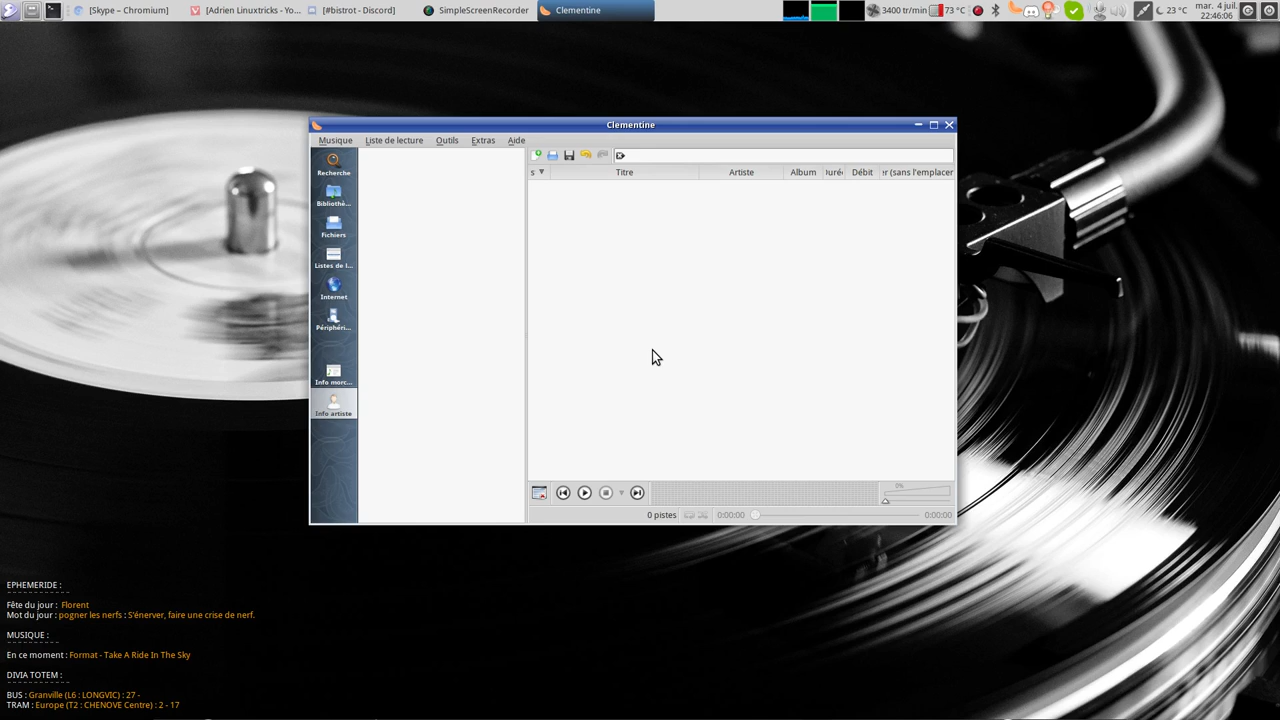 [Skype – Chromium]
[Adrien Linuxtricks - Yo...
[#bistrot - Discord]
SimpleScreenRecorder
Clementine
3400 tr/min
73 °C
23 °C
mar. 4 juil.
22:46:06
Clementine
Musique Liste de lecture Outils Extras Aide
Recherche
Bibliothè...
Fichiers
Listes de l...
Internet
Périphéri...
Info morc...
Info artiste
s Titre Artiste Album Débit er (sans l'emplacer
0%
0 pistes 0:00:00 0:00:00
EPHEMERIDE :
Fête du jour : Florent
Mot du jour : pogner les nerfs : S'énerver, faire une crise de nerf.
MUSIQUE :
En ce moment : Format - Take A Ride In The Sky
DIVIA TOTEM :
BUS : Granville (L6 : LONGVIC) : 27 -
TRAM : Europe (T2 : CHENOVE Centre) : 2 - 17